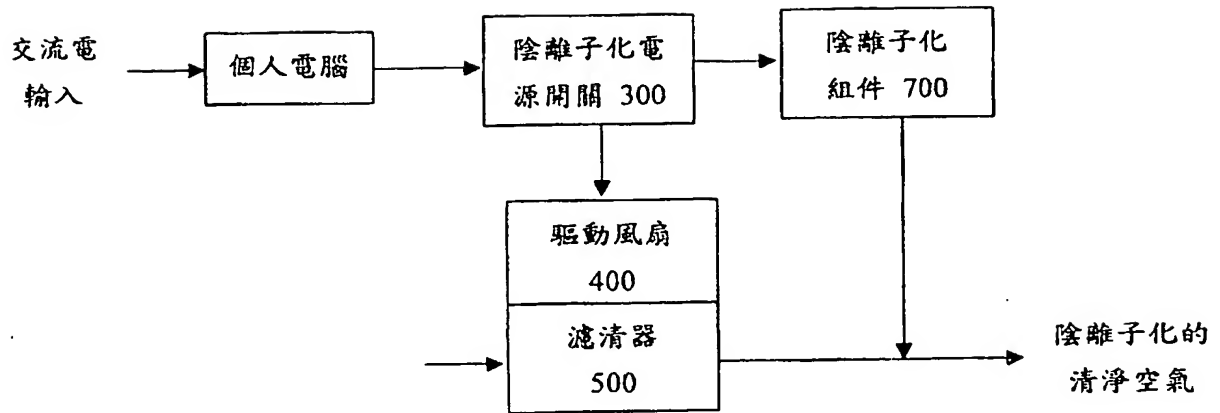 交流電
輸入
個人電腦
陰離子化電
源開關 300
陰離子化
組件 700
驅動風扇
400
濾清器
500
陰離子化的
清淨空氣